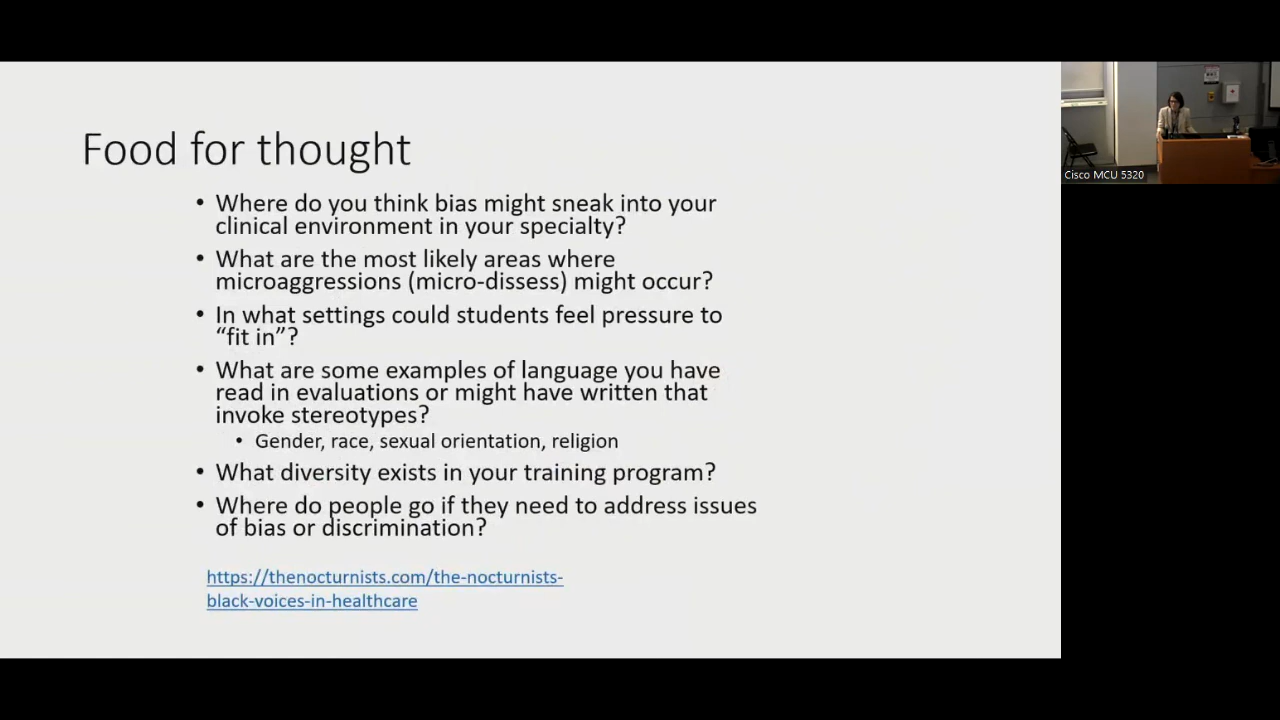 Food for thought
• Where do you think bias might sneak into your
clinical environment in your specialty?
• What are the most likely areas where
microaggressions (micro-dissess) might occur?
• In what settings could students feel pressure to
“fit in”?
• What are some examples of language you have
read in evaluations or might have written that
invoke stereotypes?
• Gender, race, sexual orientation, religion
• What diversity exists in your training program?
• Where do people go if they need to address issues
of bias or discrimination?
https://thenocturnists.com/the-nocturnists-
black-voices-in-healthcare
Cisco MCU 5320